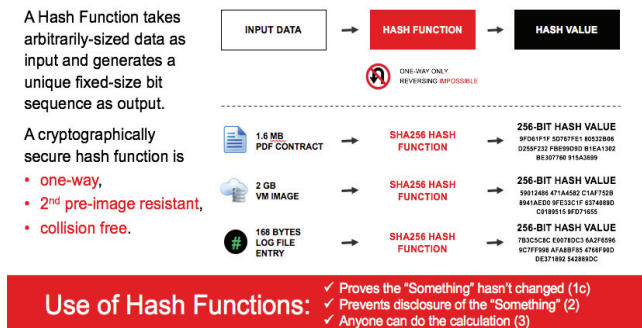 A Hash Function takes
arbitrarily-sized data as
input and generates a
unique fixed-size bit
sequence as output.
A cryptographically
secure hash function is
• one-way,
• 2nd pre-image resistant,
• collision free.
INPUT DATA
HASH FUNCTION
HASH VALUE
ONE-WAY ONLY
REVERSING IMPOSSIBLE
1.6 MB
PDF CONTRACT
SHA256 HASH
FUNCTION
256-BIT HASH VALUE
9FD61F1F 5D767FE1 80532B06
D255F232 FBE99D9D B1EA1302
BE307760 915A3699
2 GB
VM IMAGE
SHA256 HASH
FUNCTION
256-BIT HASH VALUE
59012486 471A4582 C1AF752B
8941AED0 9FE33C1F 6374089D
C0189515 9FD71655
#
168 BYTES
LOG FILE
ENTRY
SHA256 HASH
FUNCTION
256-BIT HASH VALUE
7B3C5C8C E0078DC3 6A2F6596
9C7FF998 AFA8BF85 4766F90D
DE371892 542889DC
Use of Hash Functions:
✓ Proves the “Something” hasn’t changed (1c)
✓ Prevents disclosure of the “Something” (2)
✓ Anyone can do the calculation (3)